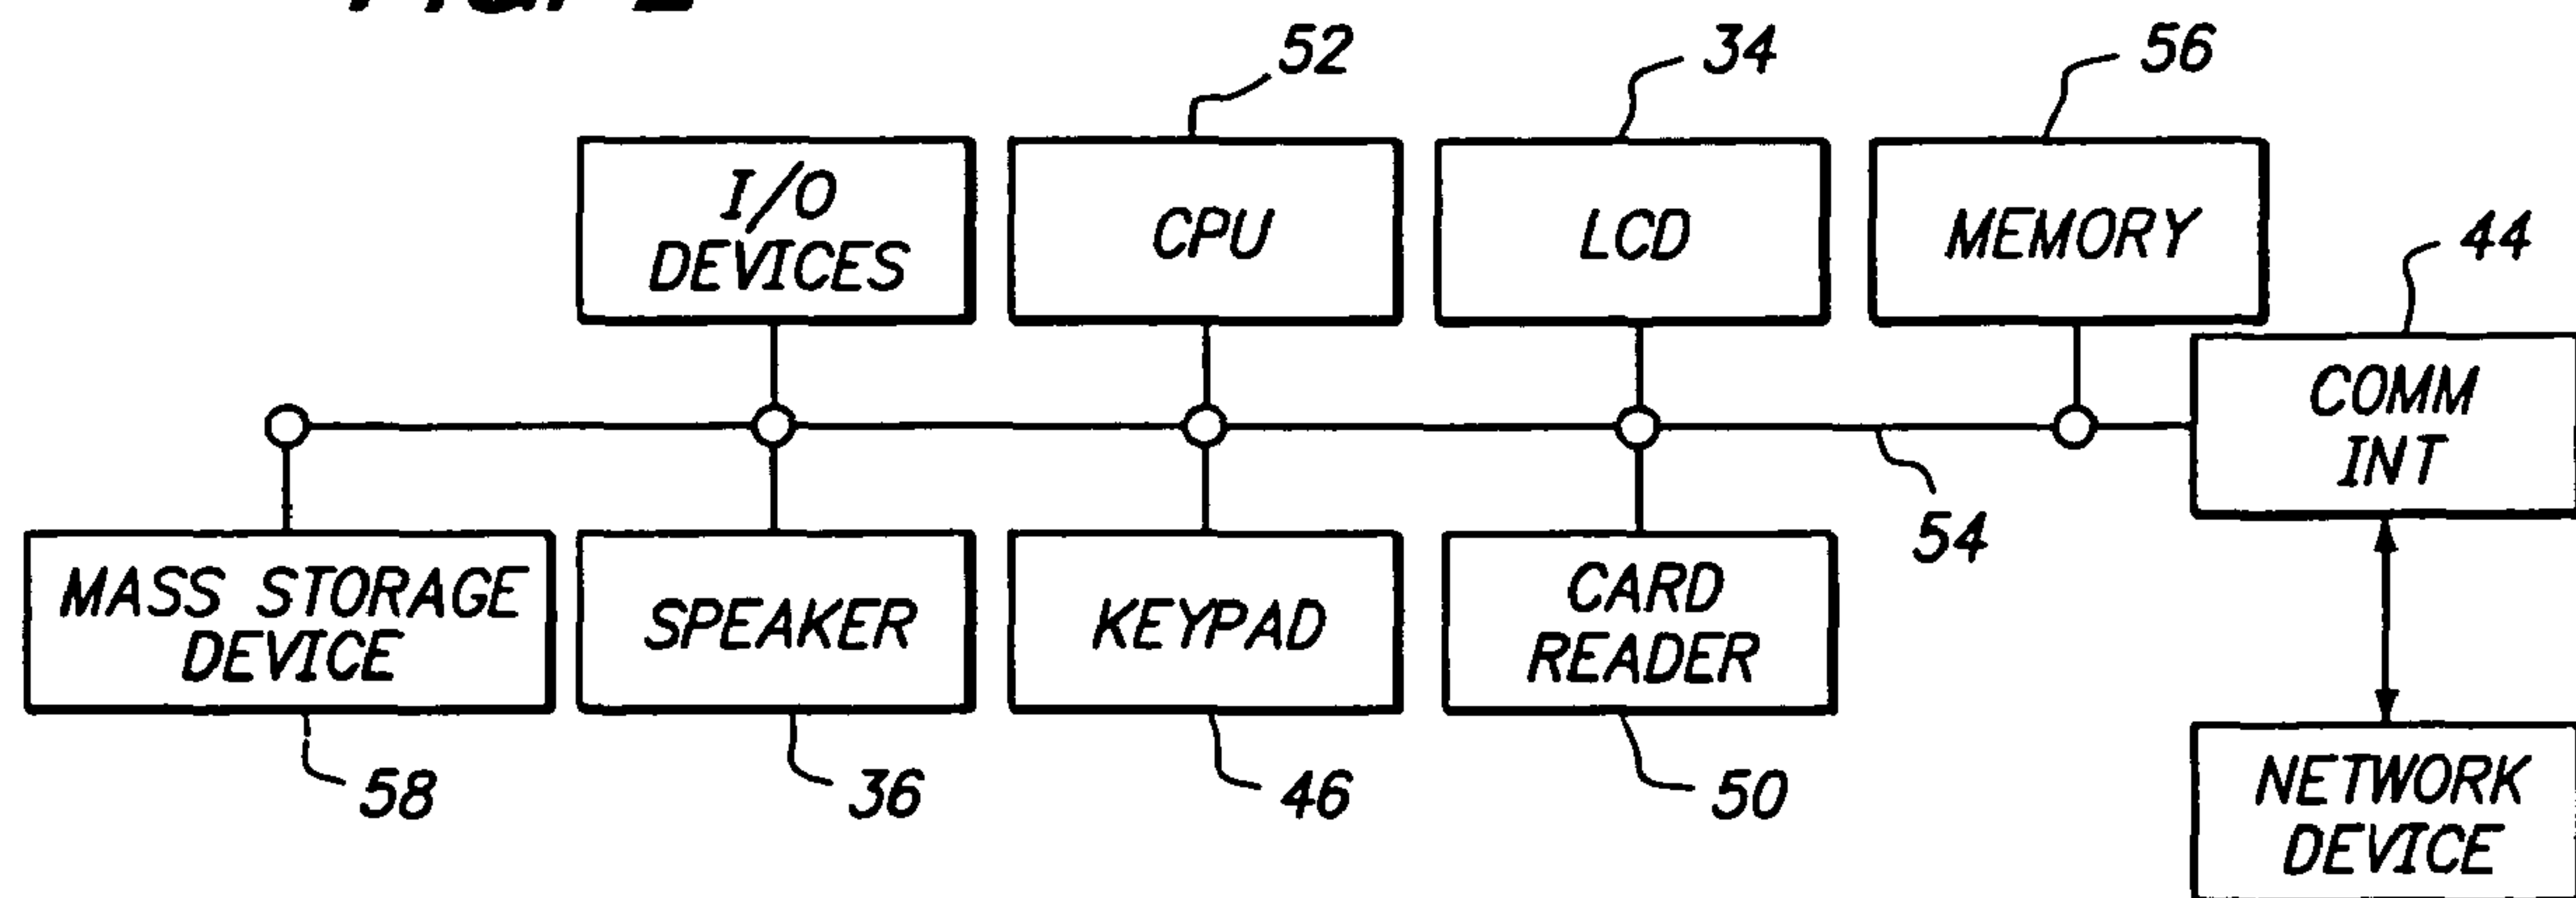 52
34
56
I/O
DEVICES
CPU
LCD
MEMORY
44
COMM
INT
54
MASS STORAGE
DEVICE
SPEAKER
KEYPAD
CARD
READER
58
36
46
50
NETWORK
DEVICE